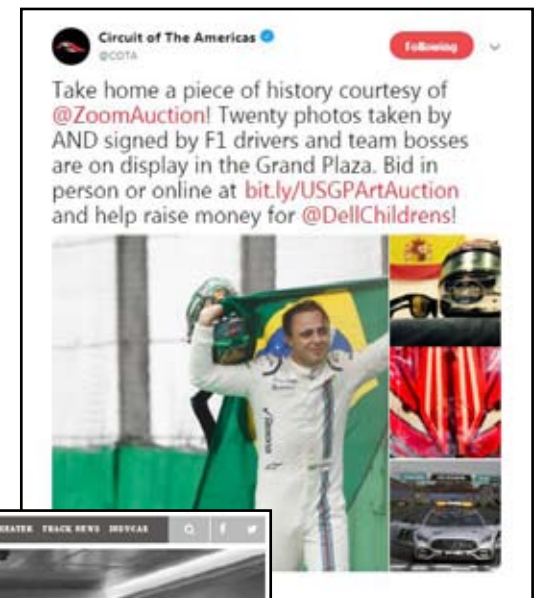 Circuit of The Americas
@COTA
Following
Take home a piece of history courtesy of
@ZoomAuction! Twenty photos taken by
AND signed by F1 drivers and team bosses
are on display in the Grand Plaza. Bid in
person or online at bit.ly/USGPArtAuction
and help raise money for @DellChildrens!
TRACK NEWS INDYCAR